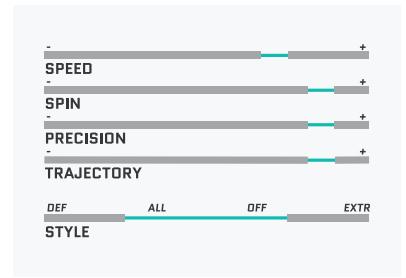 - +
SPEED
- +
SPIN
- +
PRECISION
- +
TRAJECTORY
DEF ALL OFF EXTR
STYLE